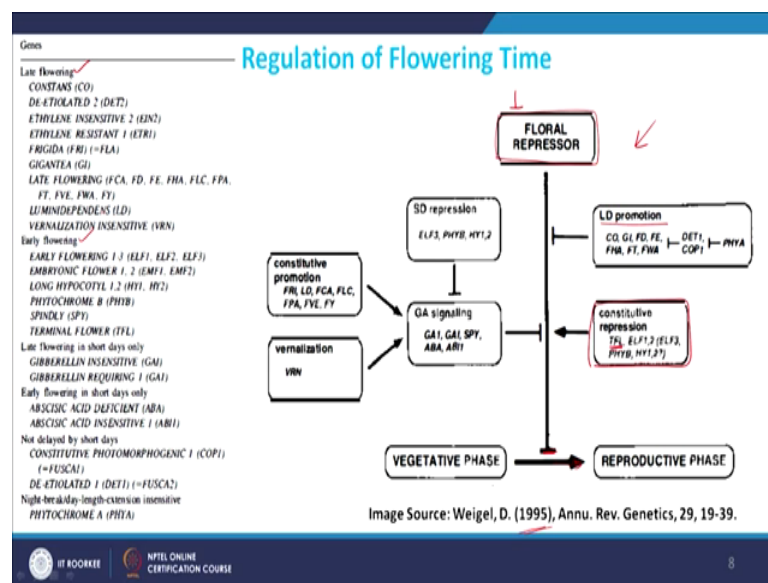 Regulation of Flowering Time
Genes
Late flowering
CONSTANS (CO)
DE-ETIOLATED 2 (DET2)
ETHYLENE INSENSITIVE 2 (EIN2)
ETHYLENE RESISTANT 1 (ETR1)
FRIGIDA (FRI) (=FLA)
GIGANTEA (GI)
LATE FLOWERING (FCA, FD, FE, FHA, FLC, FPA,
FT, FVE, FWA, FY)
LUMINIDEPENDENS (LD)
VERNALIZATION INSENSITIVE (VRN)
Early flowering
EARLY FLOWERING 1-3 (ELF1, ELF2, ELF3)
EMBRYONIC FLOWER 1, 2 (EMF1, EMF2)
LONG HYPOCOTYL 1,2 (HY1, HY2)
PHYTOCHROME B (PHYB)
SPINDLY (SPY)
TERMINAL FLOWER (TFL)
Late flowering in short days only
GIBBERELLIN INSENSITIVE (GAI)
GIBBERELLIN REQUIRING 1 (GA1)
Early flowering in short days only
ABSCISIC ACID DEFICIENT (ABA)
ABSCISIC ACID INSENSITIVE 1 (ABI1)
Not delayed by short days
CONSTITUTIVE PHOTOMORPHOGENIC 1 (COP1)
(=FUSCA1)
DE-ETIOLATED 1 (DET1) (=FUSCA2)
Night-break/day-length-extension insensitive
PHYTOCHROME A (PHYA)
FLORAL
REPRESSOR
SD repression
ELF3, PHYB, HY1,2
LD promotion
CO, GI, FD, FE,
FHA, FT, FWA
DET1,
COP1
PHYA
constitutive
promotion
FRI, LD, FCA, FLC,
FPA, FVE, FY
GA signaling
GA1, GAI, SPY,
ABA, ABI1
constitutive
repression
TFL, ELF1,2 (ELF3,
PHYB, HY1,2?)
vernalization
VRN
VEGETATIVE PHASE
REPRODUCTIVE PHASE
Image Source: Weigel, D. (1995), Annu. Rev. Genetics, 29, 19-39.
IIT ROORKEE
NPTEL ONLINE
CERTIFICATION COURSE
8